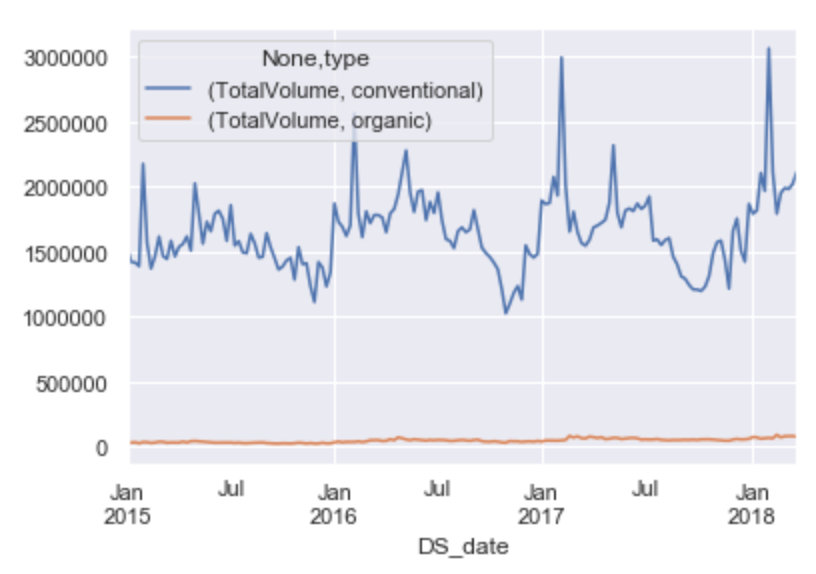 None,type
(TotalVolume, conventional)
(TotalVolume, organic)
3000000
2500000
2000000
1500000
1000000
500000
0
Jan Jul Jan Jul Jan Jul Jan
2015 2016 2017 2018
DS_date